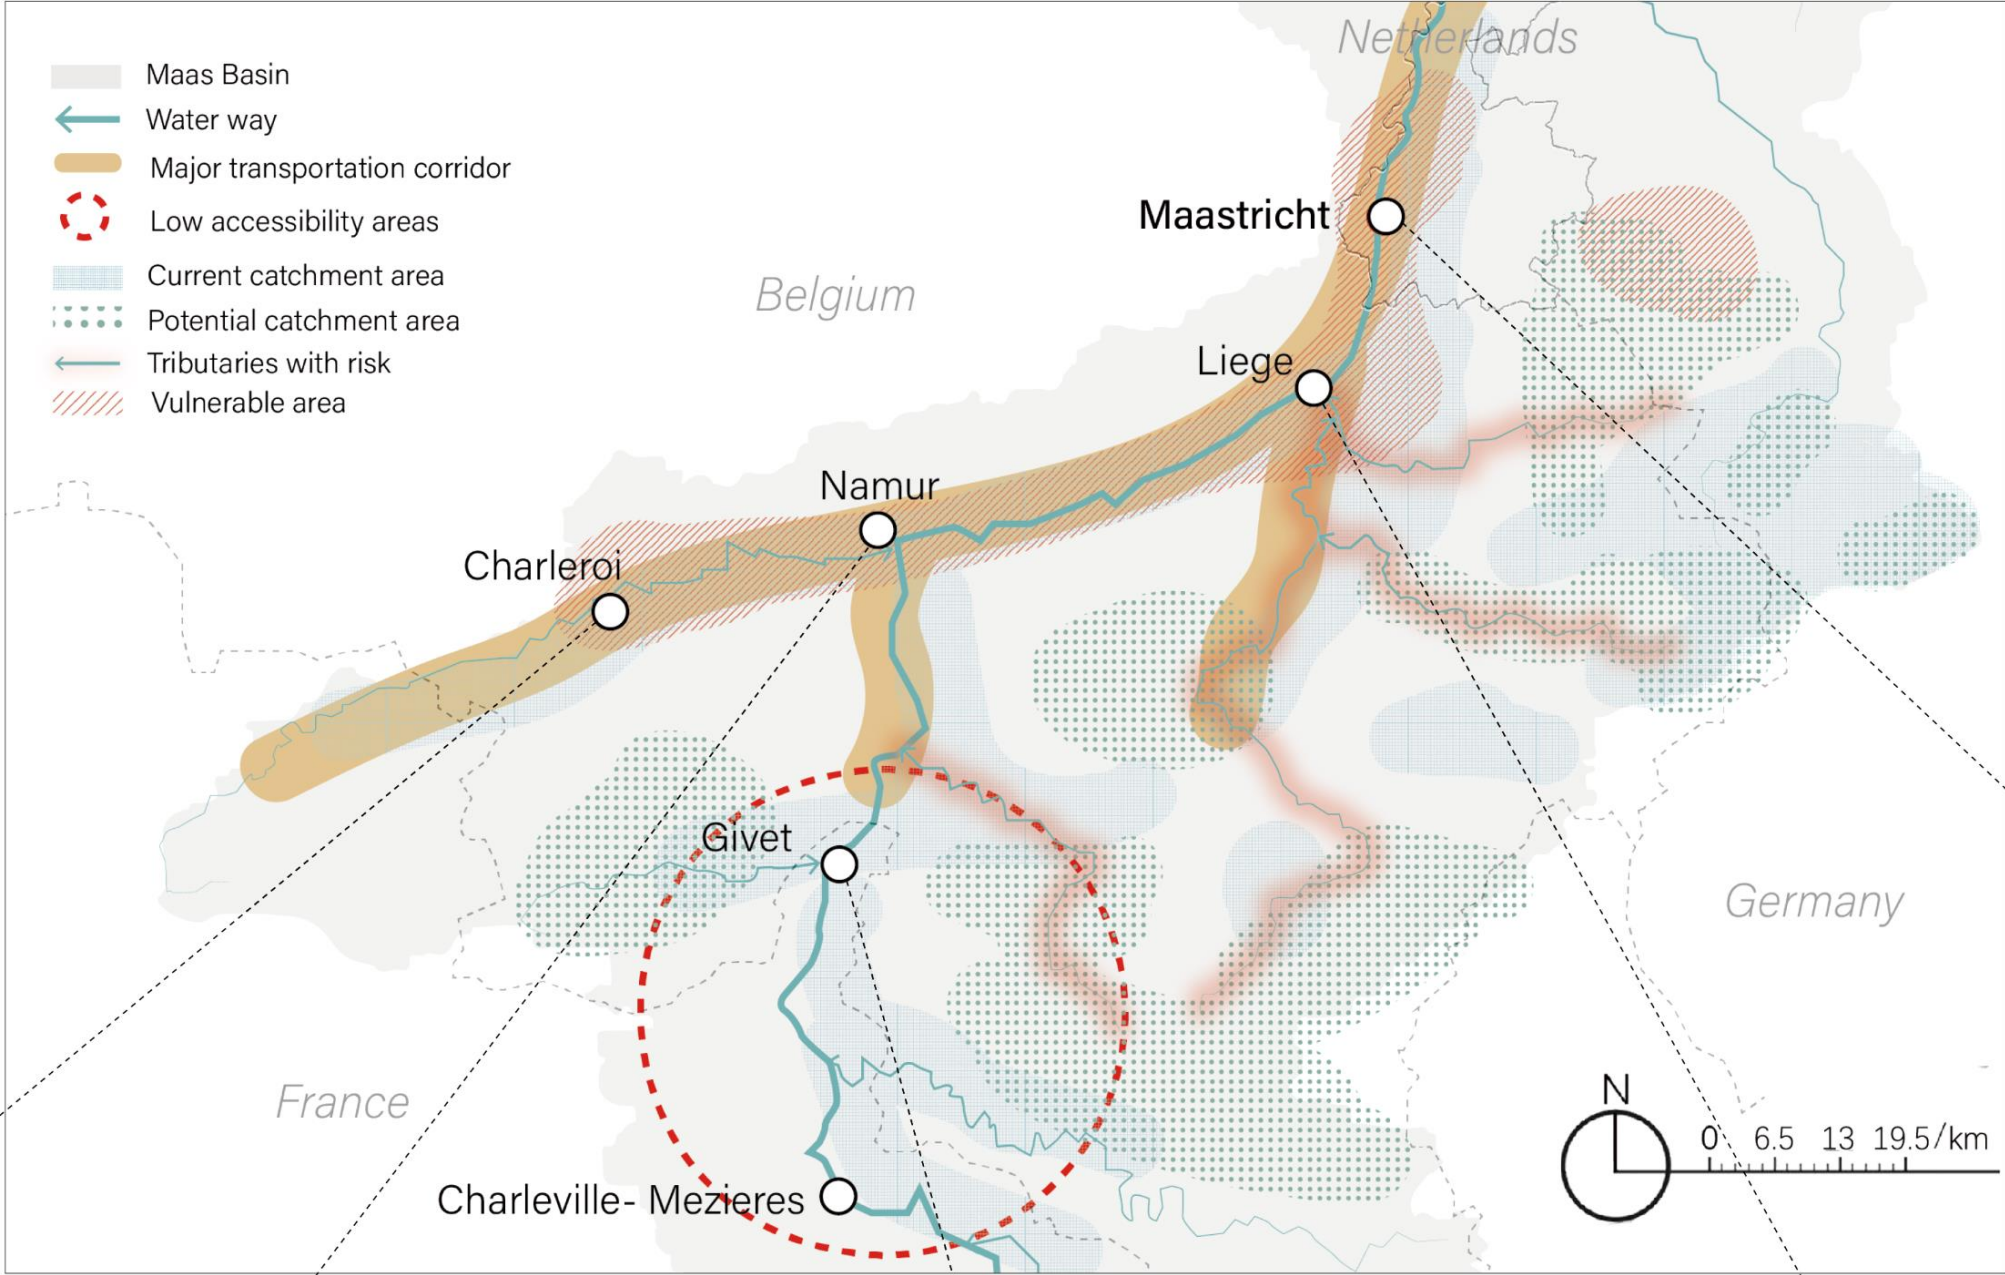 Maas Basin
Water way
Major transportation corridor
Low accessibility areas
Current catchment area
Potential catchment area
Tributaries with risk
Vulnerable area
Netherlands
Maastricht
Belgium
Liege
Namur
Charleroi
Givet
Germany
France
Charleville- Mezieres
N
0 6.5 13 19.5/km